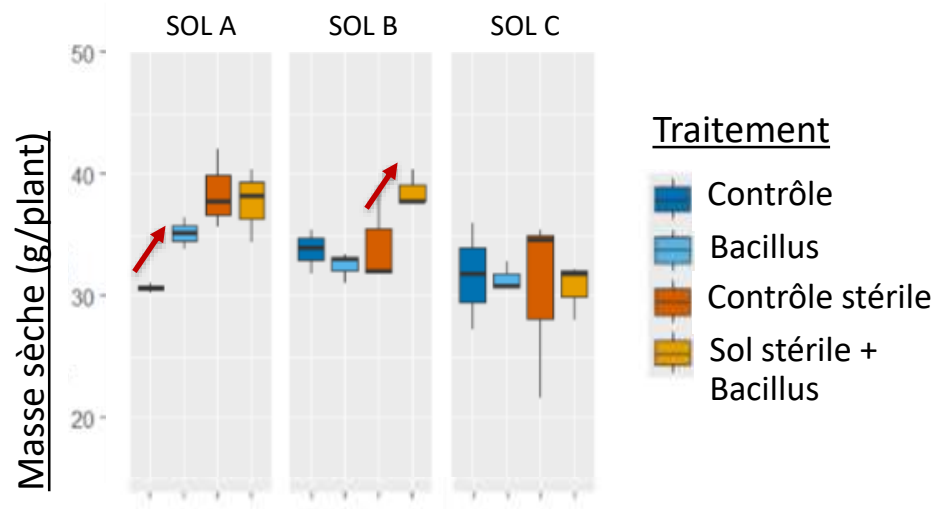 SOL A
SOL B
SOL C
50
40
30
20
Masse sèche (g/plant)
Traitement
Contrôle
Bacillus
Contrôle stérile
Sol stérile +
Bacillus